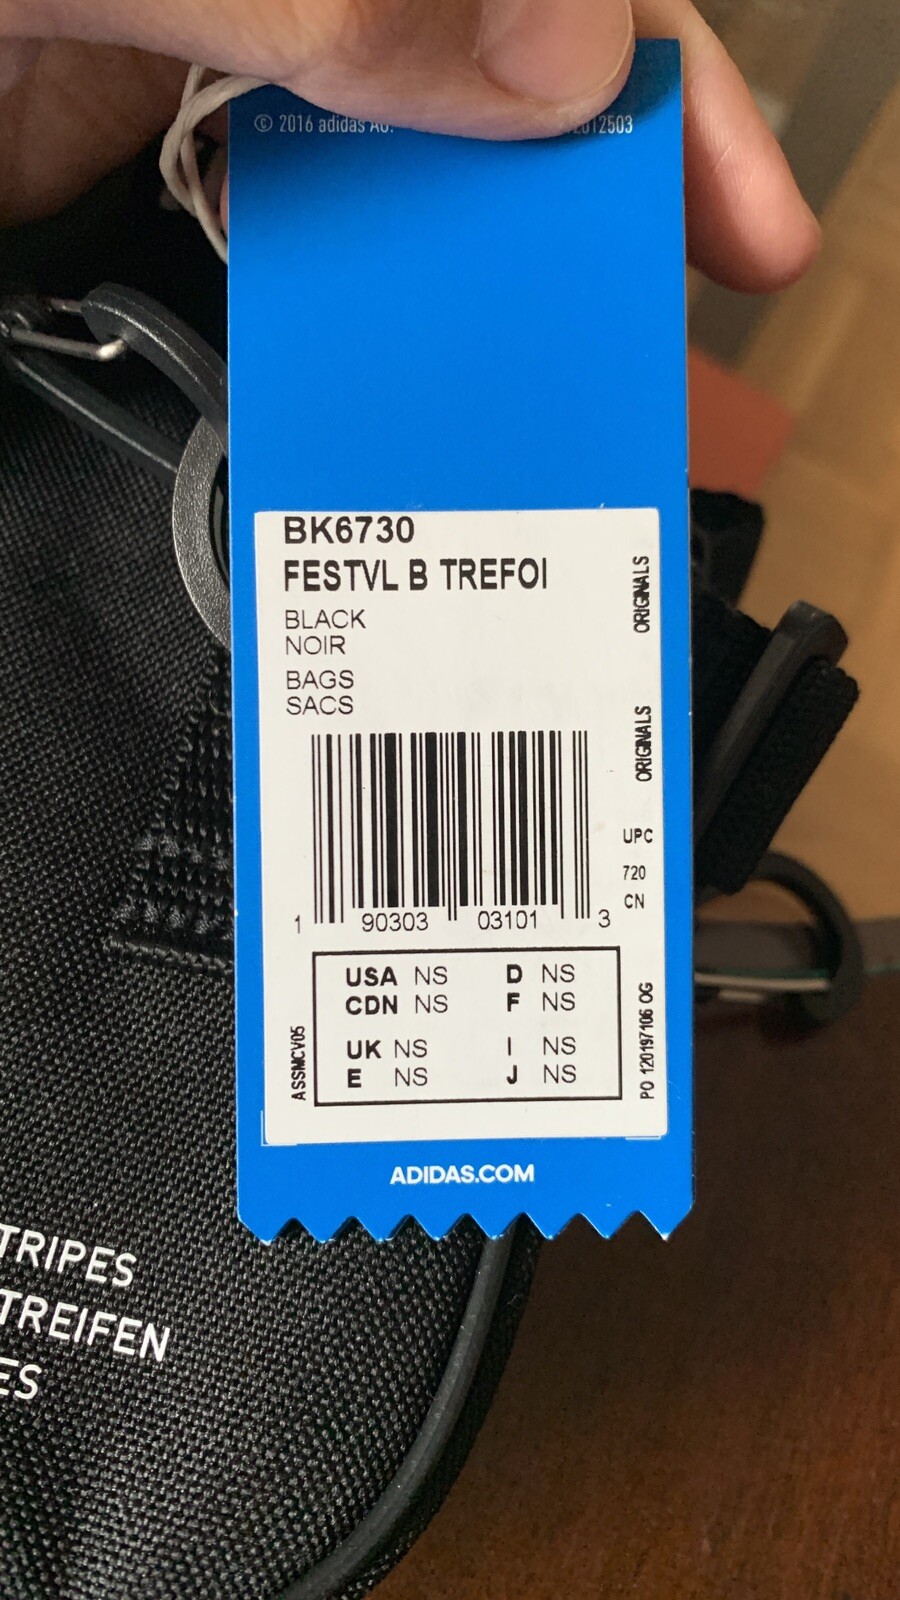 © 2016 adidas AG.
2012503
BK6730
FESTVL B TREFOI
BLACK
NOIR
BAGS
SACS
ORIGINALS
ORIGINALS
UPC
720
CN
1 90303 03101 3
USA NS D NS
CDN NS F NS
UK NS I NS
E NS J NS
ASSMCV05
PO 120197106 OG
ADIDAS.COM
TRIPES
TREIFEN
ES